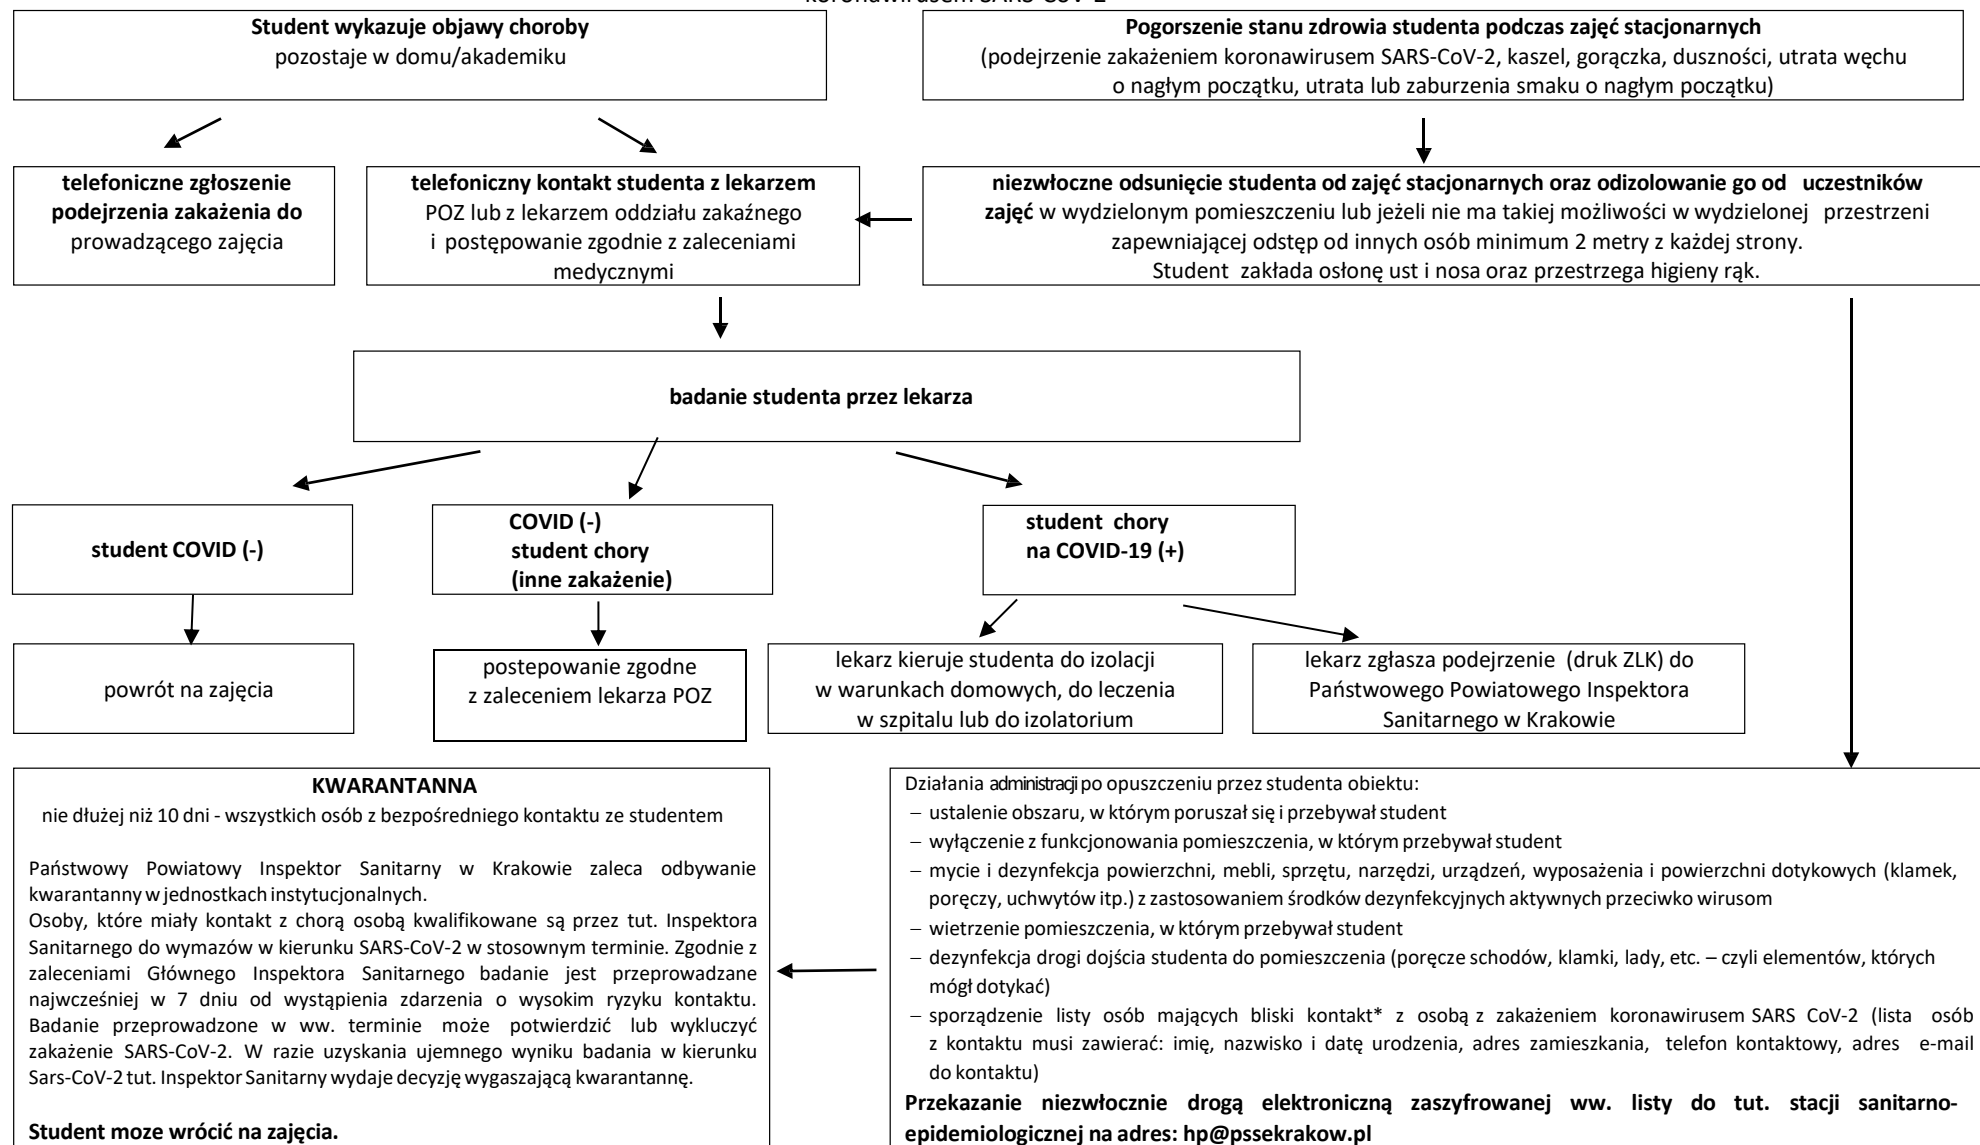 koronawirusem SARS-CoV-2
Student wykazuje objawy choroby
pozostaje w domu/akademiku
Pogorszenie stanu zdrowia studenta podczas zajęć stacjonarnych
(podejrzenie zakażeniem koronawirusem SARS-CoV-2, kaszel, gorączka, duszności, utrata węchu
o nagłym początku, utrata lub zaburzenia smaku o nagłym początku)
telefoniczne zgłoszenie
podejrzenia zakażenia do
prowadzącego zajęcia
telefoniczny kontakt studenta z lekarzem
POZ lub z lekarzem oddziału zakaźnego
i postępowanie zgodnie z zaleceniami
medycznymi
niezwłoczne odsunięcie studenta od zajęć stacjonarnych oraz odizolowanie go od uczestników
zajęć w wydzielonym pomieszczeniu lub jeżeli nie ma takiej możliwości w wydzielonej przestrzeni
zapewniającej odstęp od innych osób minimum 2 metry z każdej strony.
Student zakłada osłonę ust i nosa oraz przestrzega higieny rąk.
badanie studenta przez lekarza
student COVID (-)
COVID (-)
student chory
(inne zakażenie)
student chory
na COVID-19 (+)
powrót na zajęcia
postepowanie zgodne
z zaleceniem lekarza POZ
lekarz kieruje studenta do izolacji
w warunkach domowych, do leczenia
w szpitalu lub do izolatorium
lekarz zgłasza podejrzenie (druk ZLK) do
Państwowego Powiatowego Inspektora
Sanitarnego w Krakowie
KWARANTANNA
nie dłużej niż 10 dni - wszystkich osób z bezpośredniego kontaktu ze studentem
Państwowy Powiatowy Inspektor Sanitarny w Krakowie zaleca odbywanie
kwarantanny w jednostkach instytucjonalnych.
Osoby, które miały kontakt z chorą osobą kwalifikowane są przez tut. Inspektora
Sanitarnego do wymazów w kierunku SARS-CoV-2 w stosownym terminie. Zgodnie z
zaleceniami Głównego Inspektora Sanitarnego badanie jest przeprowadzane
najwcześniej w 7 dniu od wystąpienia zdarzenia o wysokim ryzyku kontaktu.
Badanie przeprowadzone w ww. terminie może potwierdzić lub wykluczyć
zakażenie SARS-CoV-2. W razie uzyskania ujemnego wyniku badania w kierunku
Sars-CoV-2 tut. Inspektor Sanitarny wydaje decyzję wygaszającą kwarantannę.
Student moze wrócić na zajęcia.
Działania administracji po opuszczeniu przez studenta obiektu:
– ustalenie obszaru, w którym poruszał się i przebywał student
– wyłączenie z funkcjonowania pomieszczenia, w którym przebywał student
– mycie i dezynfekcja powierzchni, mebli, sprzętu, narzędzi, urządzeń, wyposażenia i powierzchni dotykowych (klamek,
poręczy, uchwytów itp.) z zastosowaniem środków dezynfekcyjnych aktywnych przeciwko wirusom
– wietrzenie pomieszczenia, w którym przebywał student
– dezynfekcja drogi dojścia studenta do pomieszczenia (poręcze schodów, klamki, lady, etc. – czyli elementów, których
mógł dotykać)
– sporządzenie listy osób mających bliski kontakt* z osobą z zakażeniem koronawirusem SARS CoV-2 (lista osób
z kontaktu musi zawierać: imię, nazwisko i datę urodzenia, adres zamieszkania, telefon kontaktowy, adres e-mail
do kontaktu)
Przekazanie niezwłocznie drogą elektroniczną zaszyfrowanej ww. listy do tut. stacji sanitarno-
epidemiologicznej na adres: hp@pssekrakow.pl